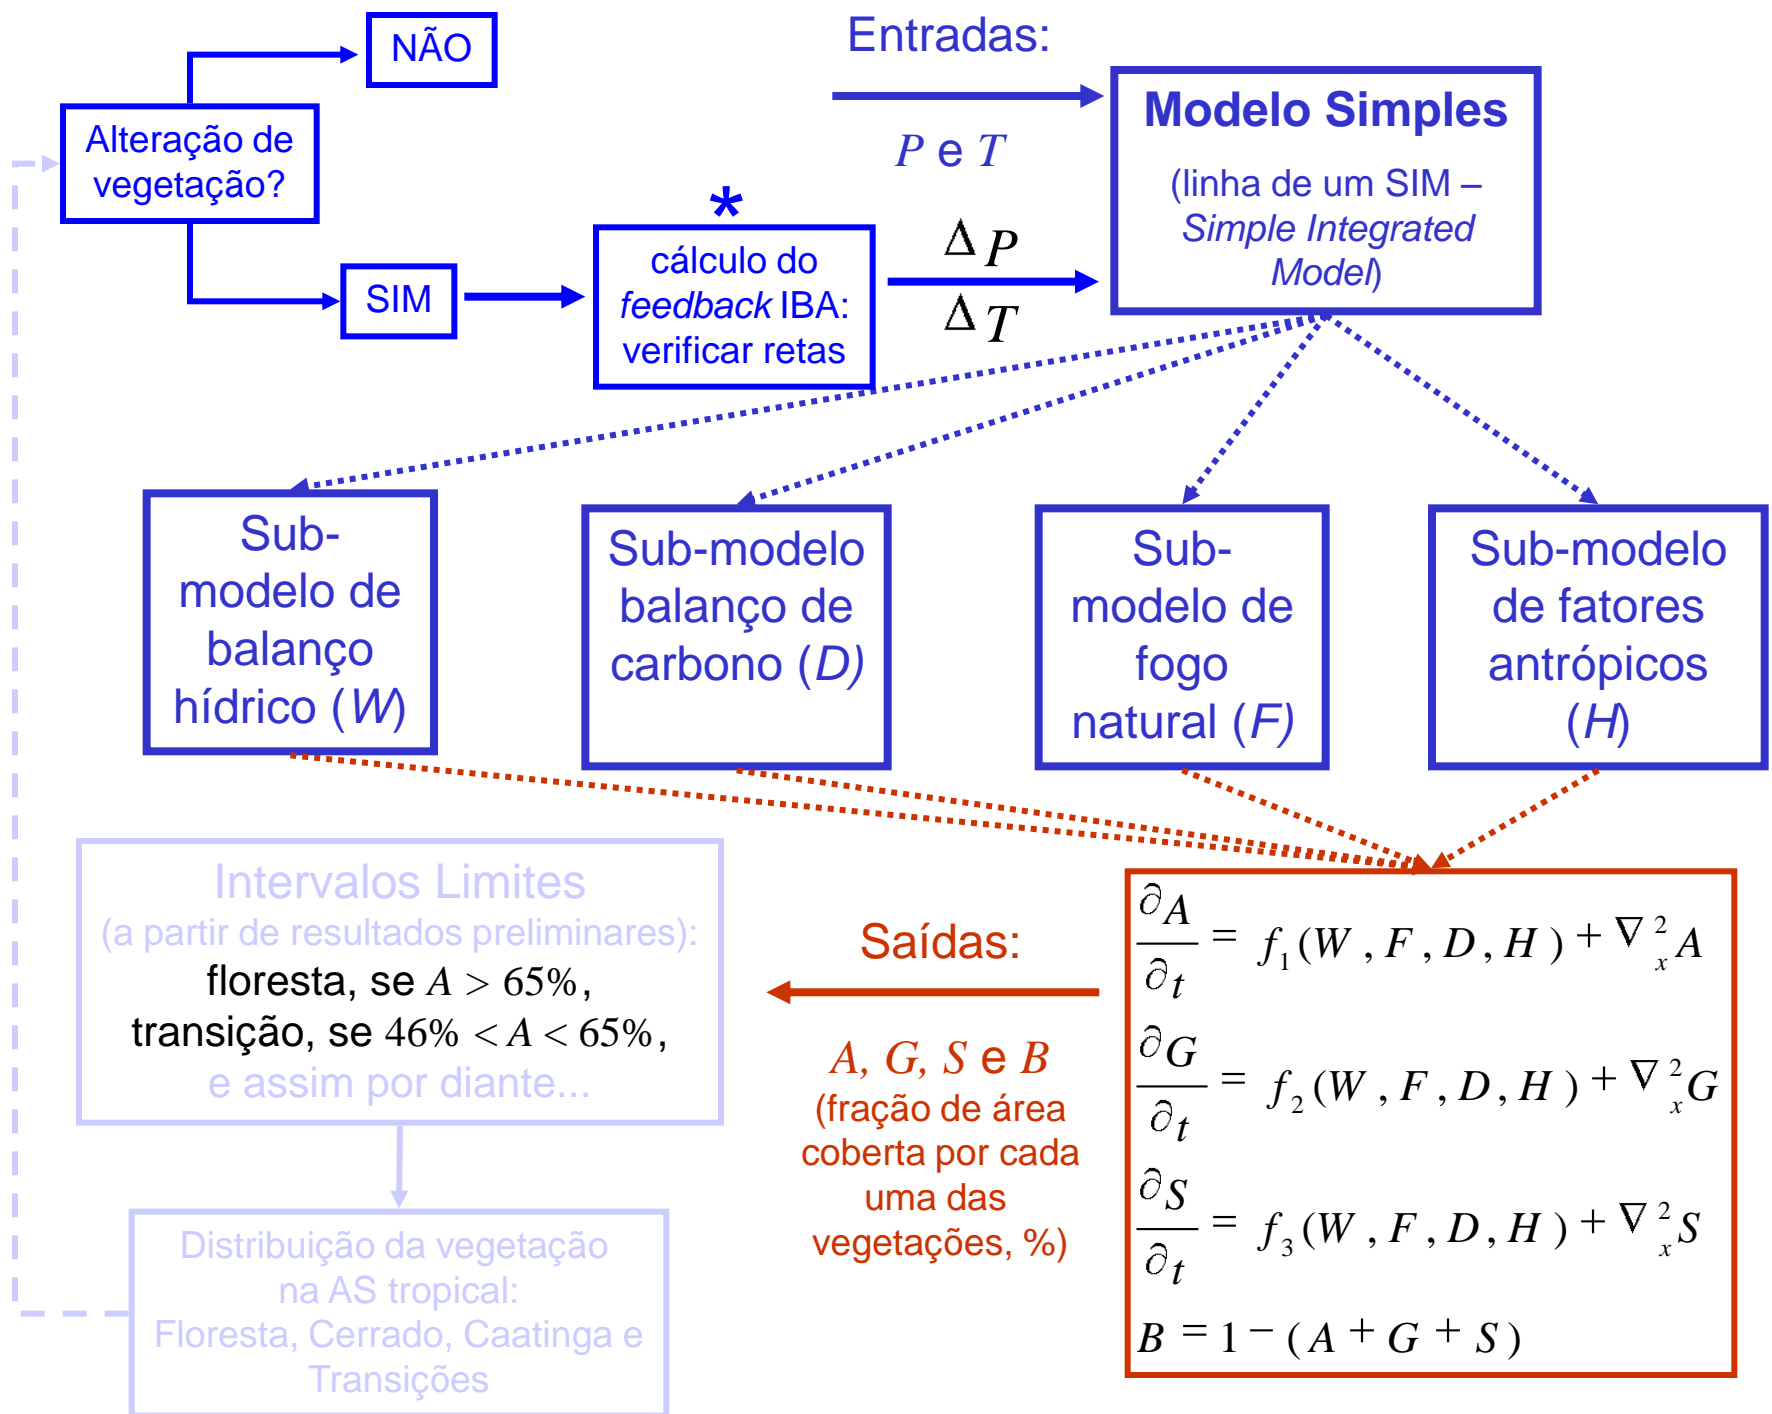 NÃO
Alteração de
vegetação?
SIM
*
cálculo do
feedback IBA:
verificar retas
Entradas:
P e T
ΔP
ΔT
Modelo Simples
(linha de um SIM –
Simple Integrated
Model)
Sub-
modelo de
balanço
hídrico (W)
Sub-modelo
balanço de
carbono (D)
Sub-
modelo de
fogo
natural (F)
Sub-modelo
de fatores
antrópicos
(H)
∂A/∂t = f₁(W, F, D, H) + ∇²ₓA
∂G/∂t = f₂(W, F, D, H) + ∇²ₓG
∂S/∂t = f₃(W, F, D, H) + ∇²ₓS
B = 1 − (A + G + S)
Saídas:
A, G, S e B
(fração de área
coberta por cada
uma das
vegetações, %)
Intervalos Limites
(a partir de resultados preliminares):
floresta, se A > 65%,
transição, se 46% < A < 65%,
e assim por diante...
Distribuição da vegetação
na AS tropical:
Floresta, Cerrado, Caatinga e
Transições